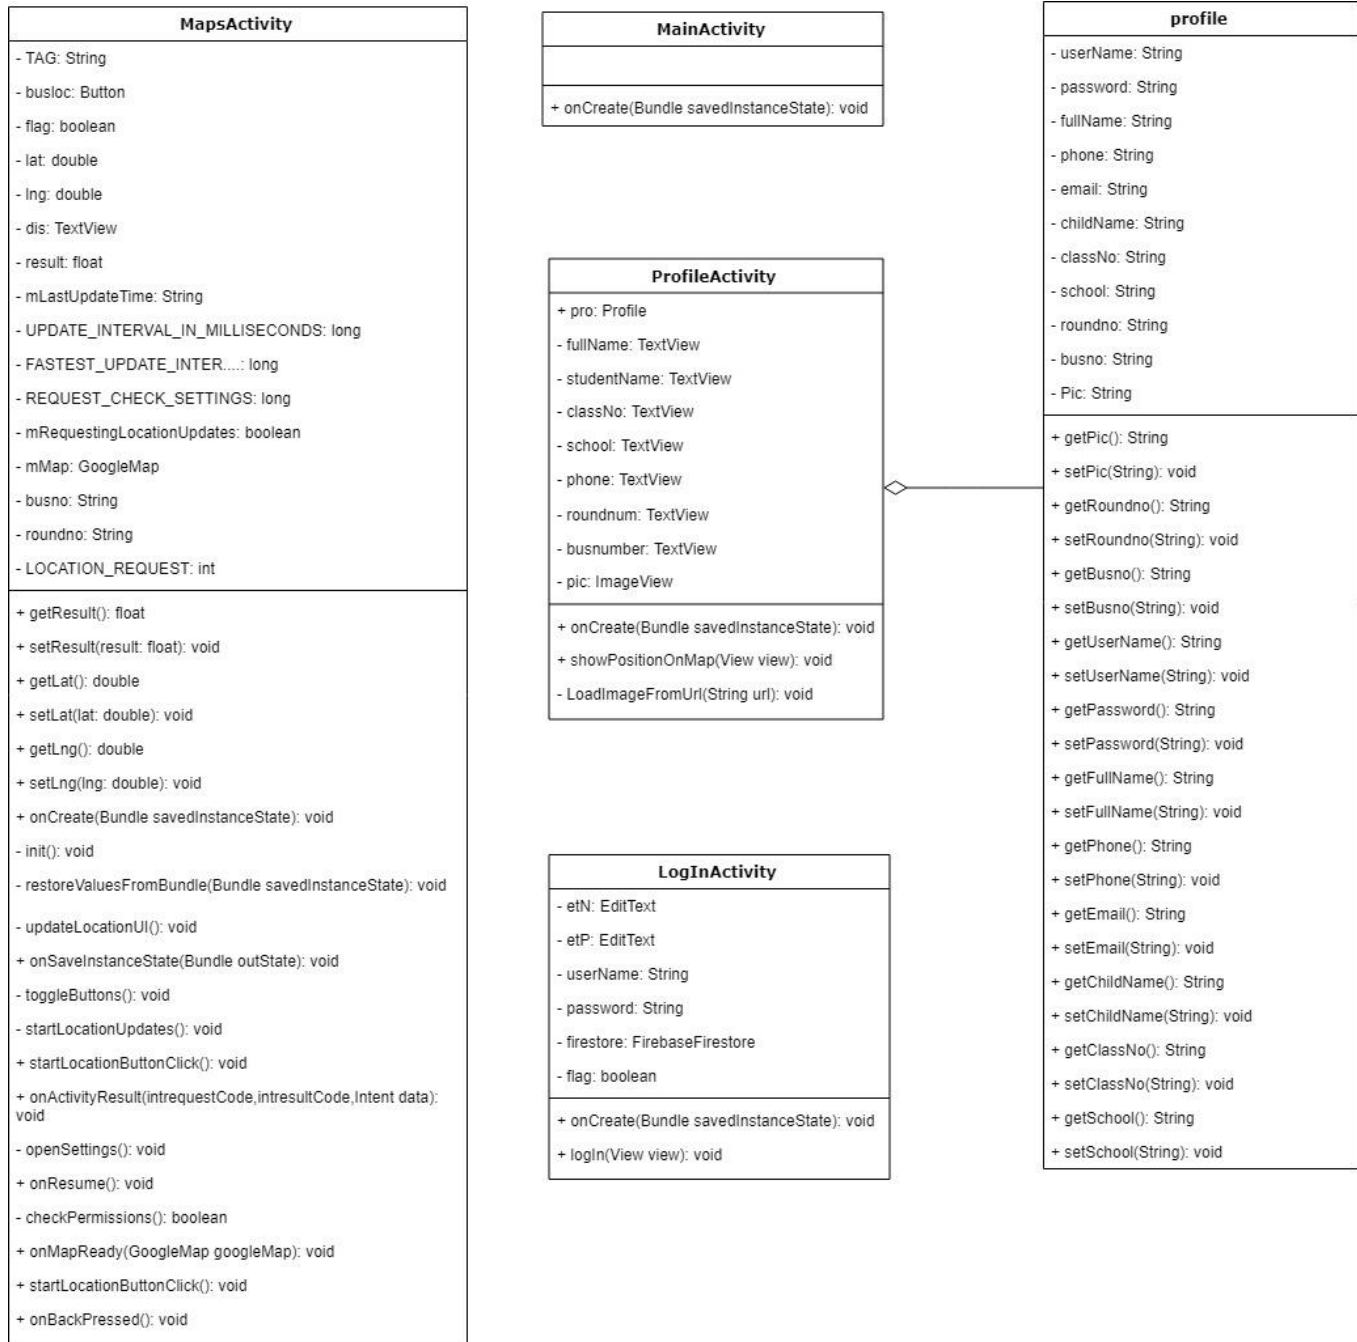 MapsActivity
- TAG: String
- busloc: Button
- flag: boolean
- lat: double
- lng: double
- dis: TextView
- result: float
- mLastUpdateTime: String
- UPDATE_INTERVAL_IN_MILLISECONDS: long
- FASTEST_UPDATE_INTER....: long
- REQUEST_CHECK_SETTINGS: long
- mRequestingLocationUpdates: boolean
- mMap: GoogleMap
- busno: String
- roundno: String
- LOCATION_REQUEST: int
+ getResult(): float
+ setResult(result: float): void
+ getLat(): double
+ setLat(lat: double): void
+ getLng(): double
+ setLng(lng: double): void
+ onCreate(Bundle savedInstanceState): void
- init(): void
- restoreValuesFromBundle(Bundle savedInstanceState): void
- updateLocationUI(): void
+ onSaveInstanceState(Bundle outState): void
- toggleButtons(): void
- startLocationUpdates(): void
+ startLocationButtonClick(): void
+ onActivityResult(intrequestCode,intresultCode,Intent data):
void
- openSettings(): void
+ onResume(): void
- checkPermissions(): boolean
+ onMapReady(GoogleMap googleMap): void
+ startLocationButtonClick(): void
+ onBackPressed(): void
MainActivity
+ onCreate(Bundle savedInstanceState): void
ProfileActivity
+ pro: Profile
- fullName: TextView
- studentName: TextView
- classNo: TextView
- school: TextView
- phone: TextView
- roundnum: TextView
- busnumber: TextView
- pic: ImageView
+ onCreate(Bundle savedInstanceState): void
+ showPositionOnMap(View view): void
- LoadImageFromUrl(String url): void
LogInActivity
- etN: EditText
- etP: EditText
- userName: String
- password: String
- firestore: FirebaseFirestore
- flag: boolean
+ onCreate(Bundle savedInstanceState): void
+ logIn(View view): void
profile
- userName: String
- password: String
- fullName: String
- phone: String
- email: String
- childName: String
- classNo: String
- school: String
- roundno: String
- busno: String
- Pic: String
+ getPic(): String
+ setPic(String): void
+ getRoundno(): String
+ setRoundno(String): void
+ getBusno(): String
+ setBusno(String): void
+ getUserName(): String
+ setUserName(String): void
+ getPassword(): String
+ setPassword(String): void
+ getFullName(): String
+ setFullName(String): void
+ getPhone(): String
+ setPhone(String): void
+ getEmail(): String
+ setEmail(String): void
+ getChildName(): String
+ setChildName(String): void
+ getClassNo(): String
+ setClassNo(String): void
+ getSchool(): String
+ setSchool(String): void